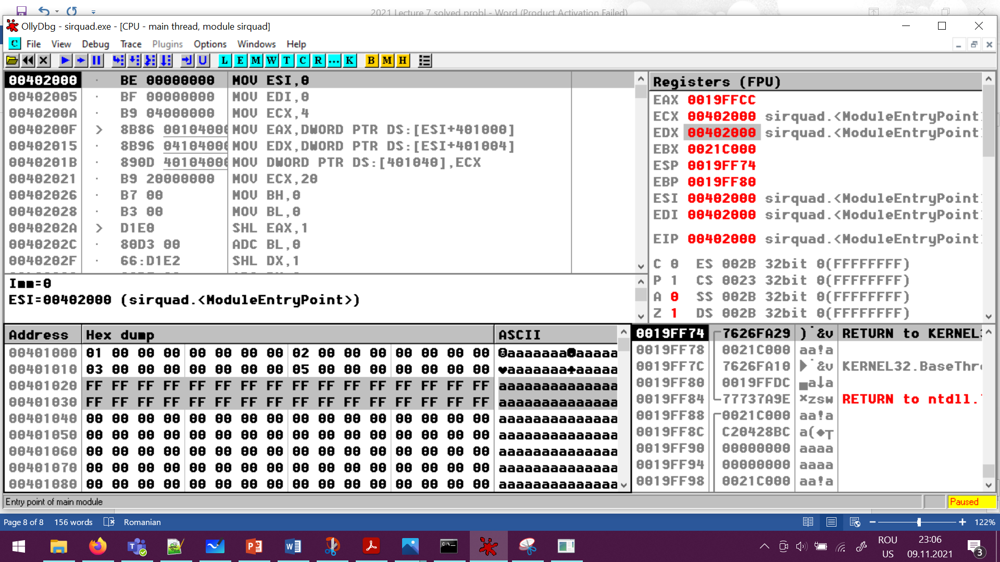 2021 Lecture 7 solved probl - Word (Product Activation Failed)
OllyDbg - sirquad.exe - [CPU - main thread, module sirquad]
C File View Debug Trace Plugins Options Windows Help
L E M W T C R ... K B M H
00402000 · BE 00000000 MOV ESI,0
00402005 · BF 00000000 MOV EDI,0
0040200A · B9 04000000 MOV ECX,4
0040200F > 8B86 00104000 MOV EAX,DWORD PTR DS:[ESI+401000]
00402015 · 8B96 04104000 MOV EDX,DWORD PTR DS:[ESI+401004]
0040201B · 890D 40104000 MOV DWORD PTR DS:[401040],ECX
00402021 · B9 20000000 MOV ECX,20
00402026 · B7 00 MOV BH,0
00402028 · B3 00 MOV BL,0
0040202A > D1E0 SHL EAX,1
0040202C · 80D3 00 ADC BL,0
0040202F · 66:D1E2 SHL DX,1
Registers (FPU)
EAX 0019FFCC
ECX 00402000 sirquad.<ModuleEntryPoint
EDX 00402000 sirquad.<ModuleEntryPoint
EBX 0021C000
ESP 0019FF74
EBP 0019FF80
ESI 00402000 sirquad.<ModuleEntryPoint
EDI 00402000 sirquad.<ModuleEntryPoint
EIP 00402000 sirquad.<ModuleEntryPoint
C 0 ES 002B 32bit 0(FFFFFFFF)
P 1 CS 0023 32bit 0(FFFFFFFF)
A 0 SS 002B 32bit 0(FFFFFFFF)
Z 1 DS 002B 32bit 0(FFFFFFFF)
Imm=0
ESI=00402000 (sirquad.<ModuleEntryPoint>)
Address Hex dump ASCII
00401000 01 00 00 00 00 00 00 00 02 00 00 00 00 00 00 00 ☺aaaaaaa☻aaaaa
00401010 03 00 00 00 00 00 00 00 05 00 00 00 00 00 00 00 ♥aaaaaaa♣aaaaa
00401020 FF FF FF FF FF FF FF FF FF FF FF FF FF FF FF FF aaaaaaaaaaaaaa
00401030 FF FF FF FF FF FF FF FF FF FF FF FF FF FF FF FF aaaaaaaaaaaaaa
00401040 00 00 00 00 00 00 00 00 00 00 00 00 00 00 00 00 aaaaaaaaaaaaaa
00401050 00 00 00 00 00 00 00 00 00 00 00 00 00 00 00 00 aaaaaaaaaaaaaa
00401060 00 00 00 00 00 00 00 00 00 00 00 00 00 00 00 00 aaaaaaaaaaaaaa
00401070 00 00 00 00 00 00 00 00 00 00 00 00 00 00 00 00 aaaaaaaaaaaaaa
00401080 00 00 00 00 00 00 00 00 00 00 00 00 00 00 00 00 aaaaaaaaaaaaaa
0019FF74 7626FA29 )˙&v RETURN to KERNEL
0019FF78 0021C000 aa!a
0019FF7C 7626FA10 ►˙&v KERNEL32.BaseThr
0019FF80 0019FFDC ▄a↓a
0019FF84 77737A9E ×zsw RETURN to ntdll.
0019FF88 0021C000 aa!a
0019FF8C C20428BC a(♦┬
0019FF90 00000000 aaaa
0019FF94 00000000 aaaa
0019FF98 0021C000 aa!a
Entry point of main module Paused
Page 8 of 8 156 words Romanian 122%
ROU 23:06
US 09.11.2021 3